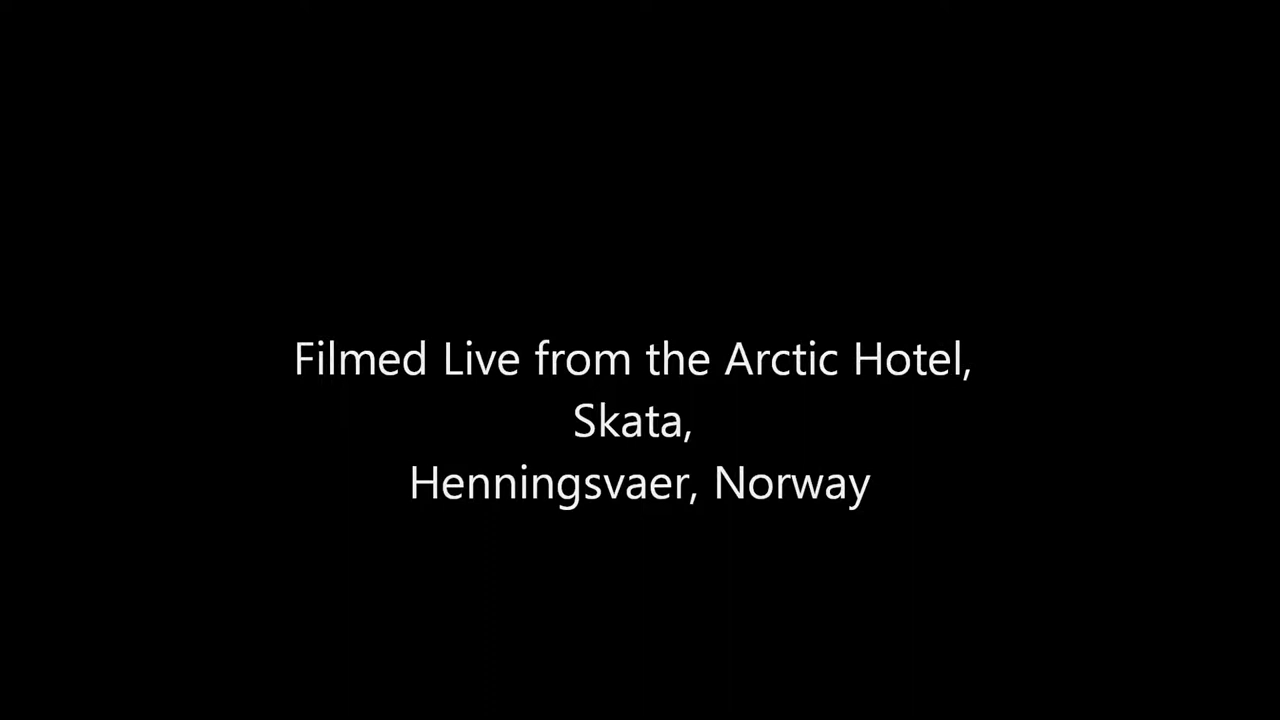 Filmed Live from the Arctic Hotel,
Skata,
Henningsvaer, Norway